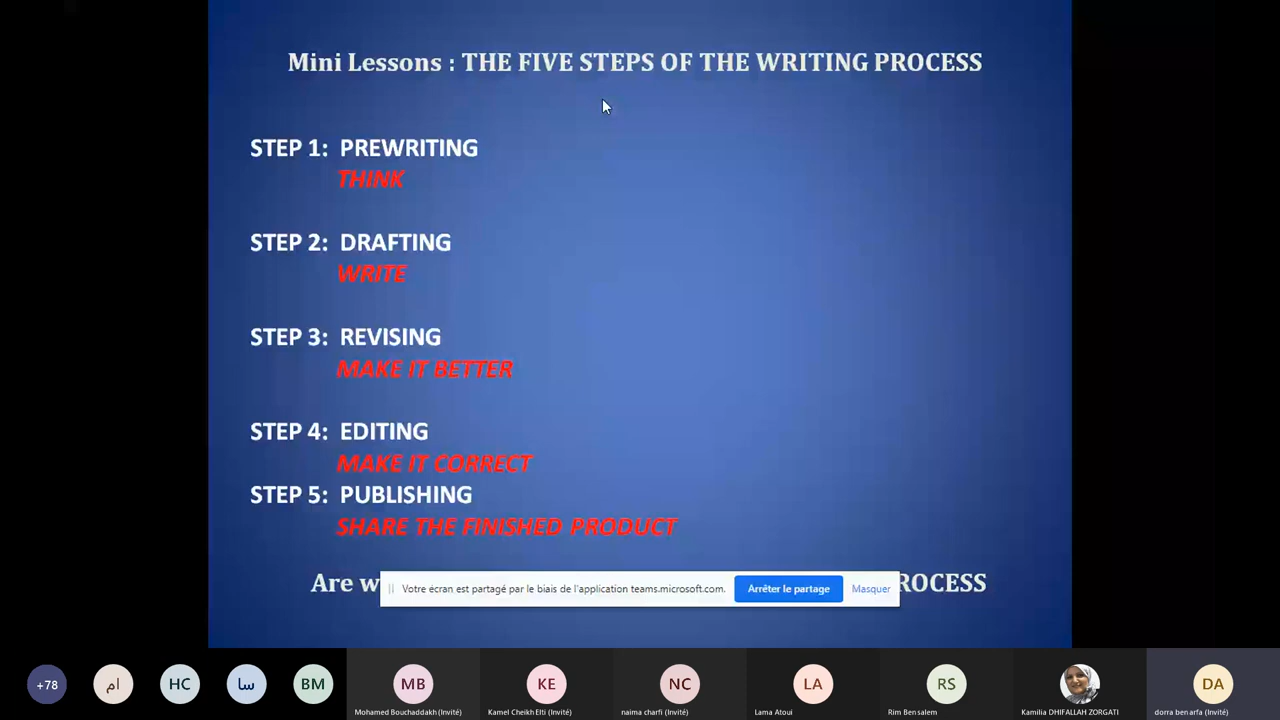 Mini Lessons : THE FIVE STEPS OF THE WRITING PROCESS
STEP 1: PREWRITING
THINK
STEP 2: DRAFTING
WRITE
STEP 3: REVISING
MAKE IT BETTER
STEP 4: EDITING
MAKE IT CORRECT
STEP 5: PUBLISHING
SHARE THE FINISHED PRODUCT
Are ROCESS
Votre écran est partagé par le biais de l'application teams.microsoft.com. Arrêter le partage Masquer
+78 ام HC سا BM MB KE NC LA RS DA
Mohamed Bouchaddakh (Invité) Kamel Cheikh Elti (Invité) naima charfi (Invité) Lama Atoui Rim Ben salem Kamilia DHIFALLAH ZORGATI dorra ben arfa (Invité)